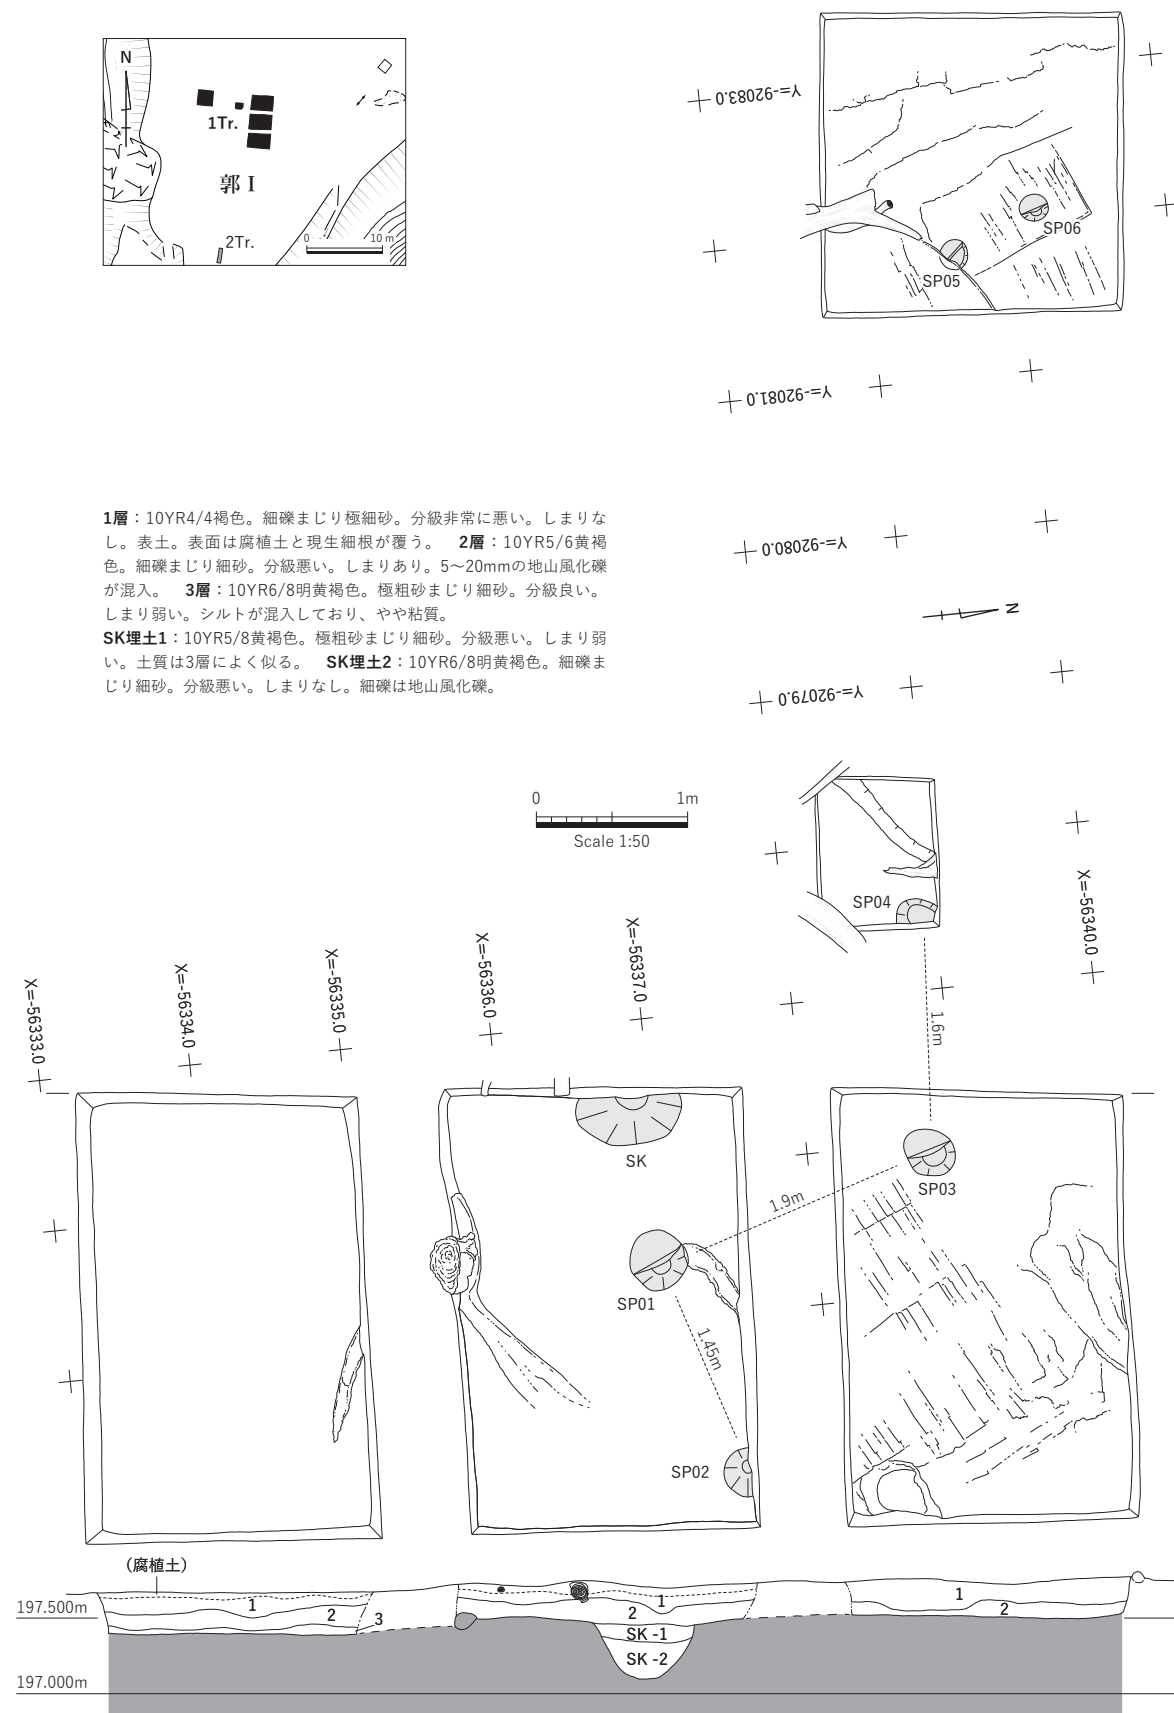 N
1Tr.
郭 I
2Tr.
0 10 m
Y=-92083.0
SP06
SP05
Y=-92081.0
Y=-92080.0
N
Y=-92079.0
1層：10YR4/4褐色。細礫まじり極細砂。分級非常に悪い。しまりな
し。表土。表面は腐植土と現生細根が覆う。 2層：10YR5/6黄褐
色。細礫まじり細砂。分級悪い。しまりあり。5〜20mmの地山風化礫
が混入。 3層：10YR6/8明黄褐色。極粗砂まじり細砂。分級良い。
しまり弱い。シルトが混入しており、やや粘質。
SK埋土1：10YR5/8黄褐色。極粗砂まじり細砂。分級悪い。しまり弱
い。土質は3層によく似る。 SK埋土2：10YR6/8明黄褐色。細礫ま
じり細砂。分級悪い。しまりなし。細礫は地山風化礫。
0 1m
Scale 1:50
SP04
X=-56333.0
X=-56334.0
X=-56335.0
X=-56336.0
X=-56337.0
X=-56340.0
1.6m
SK
SP03
1.9m
SP01
1.45m
SP02
（腐植土）
197.500m
1
2
3
1
2
SK -1
SK -2
1
2
197.000m